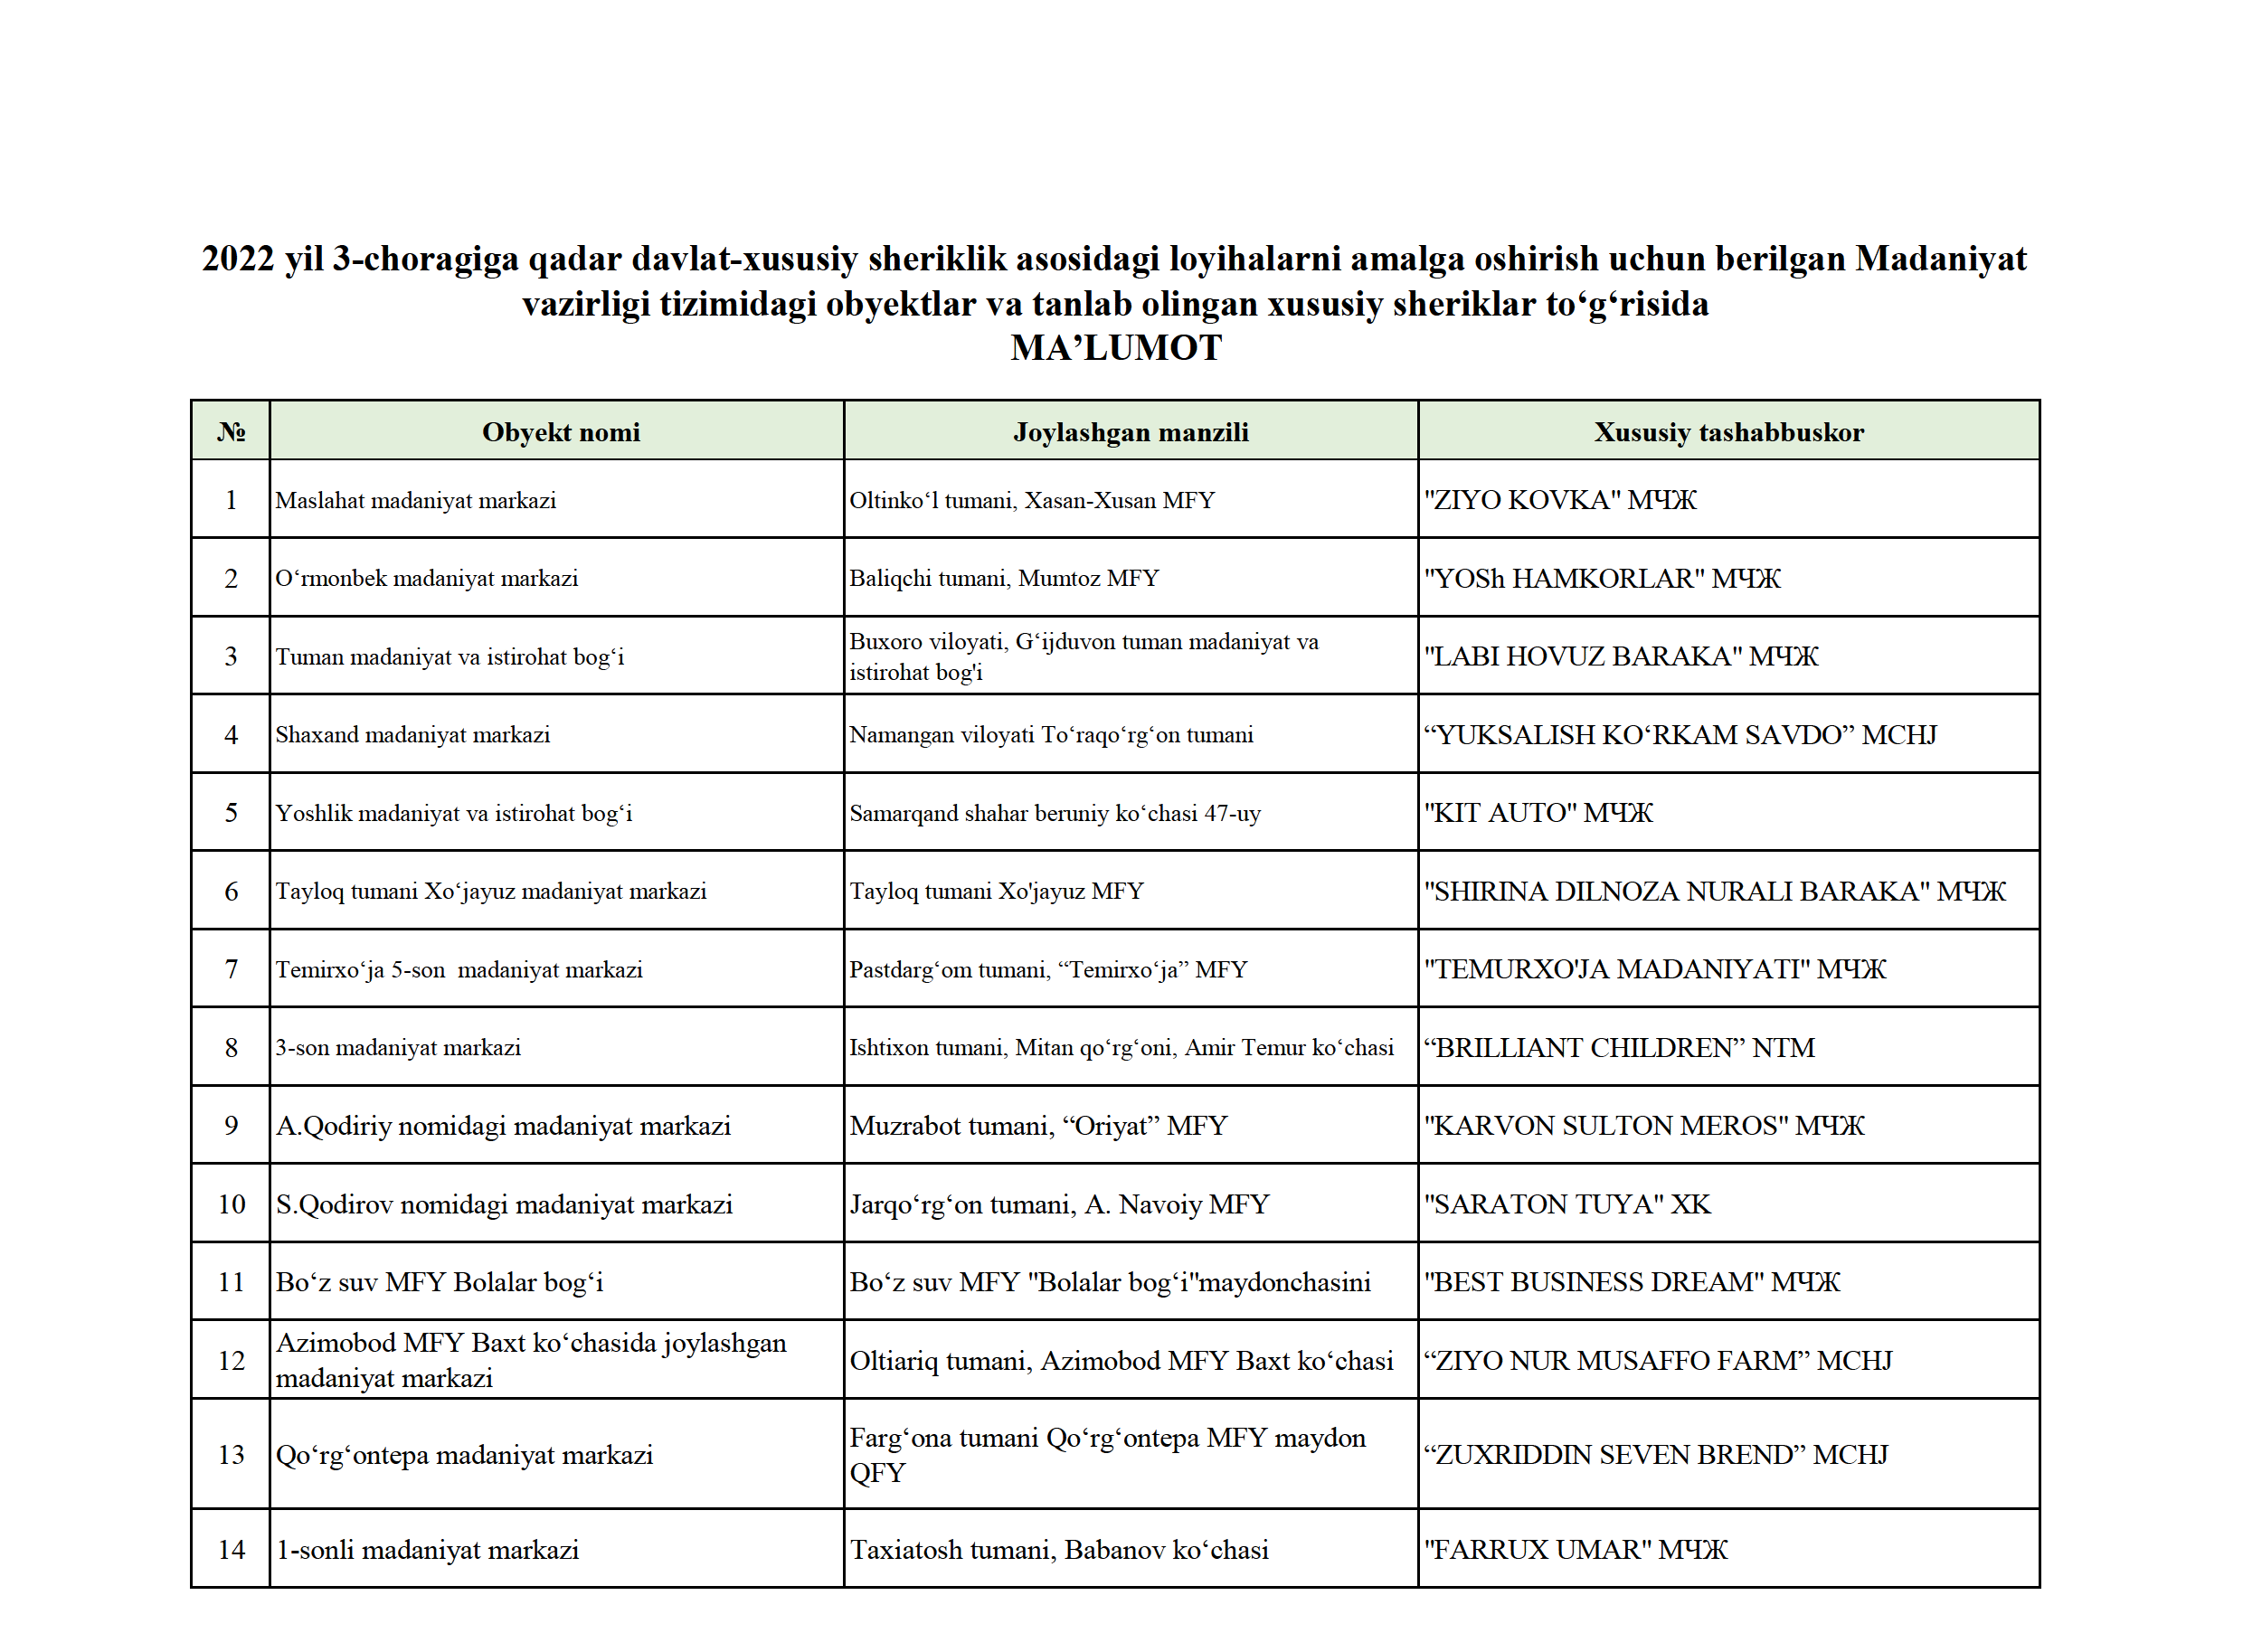 2022 yil 3-choragiga qadar davlat-xususiy sheriklik asosidagi loyihalarni amalga oshirish uchun berilgan Madaniyat
vazirligi tizimidagi obyektlar va tanlab olingan xususiy sheriklar to‘g‘risida
MA’LUMOT
№ Obyekt nomi Joylashgan manzili Xususiy tashabbuskor
1 Maslahat madaniyat markazi Oltinko‘l tumani, Xasan-Xusan MFY "ZIYO KOVKA" МЧЖ
2 O‘rmonbek madaniyat markazi Baliqchi tumani, Mumtoz MFY "YOSh HAMKORLAR" МЧЖ
3 Tuman madaniyat va istirohat bog‘i Buxoro viloyati, G‘ijduvon tuman madaniyat va
istirohat bog'i "LABI HOVUZ BARAKA" МЧЖ
4 Shaxand madaniyat markazi Namangan viloyati To‘raqo‘rg‘on tumani “YUKSALISH KO‘RKAM SAVDO” MCHJ
5 Yoshlik madaniyat va istirohat bog‘i Samarqand shahar beruniy ko‘chasi 47-uy "KIT AUTO" МЧЖ
6 Tayloq tumani Xo‘jayuz madaniyat markazi Tayloq tumani Xo'jayuz MFY "SHIRINA DILNOZA NURALI BARAKA" МЧЖ
7 Temirxo‘ja 5-son  madaniyat markazi Pastdarg‘om tumani, “Temirxo‘ja” MFY "TEMURXO'JA MADANIYATI" МЧЖ
8 3-son madaniyat markazi Ishtixon tumani, Mitan qo‘rg‘oni, Amir Temur ko‘chasi “BRILLIANT CHILDREN” NTM
9 A.Qodiriy nomidagi madaniyat markazi Muzrabot tumani, “Oriyat” MFY "KARVON SULTON MEROS" МЧЖ
10 S.Qodirov nomidagi madaniyat markazi Jarqo‘rg‘on tumani, A. Navoiy MFY "SARATON TUYA" XK
11 Bo‘z suv MFY Bolalar bog‘i Bo‘z suv MFY "Bolalar bog‘i"maydonchasini "BEST BUSINESS DREAM" МЧЖ
12 Azimobod MFY Baxt ko‘chasida joylashgan
madaniyat markazi Oltiariq tumani, Azimobod MFY Baxt ko‘chasi “ZIYO NUR MUSAFFO FARM” MCHJ
13 Qo‘rg‘ontepa madaniyat markazi Farg‘ona tumani Qo‘rg‘ontepa MFY maydon
QFY “ZUXRIDDIN SEVEN BREND” MCHJ
14 1-sonli madaniyat markazi Taxiatosh tumani, Babanov ko‘chasi "FARRUX UMAR" МЧЖ